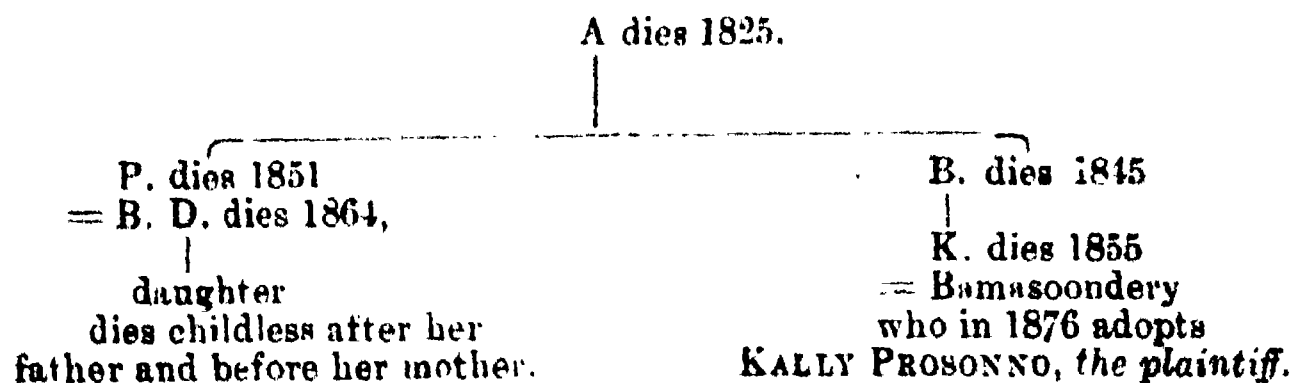 A dies 1825.
P. dies 1851
= B. D. dies 1864,
daughter
dies childless after her
father and before her mother.
B. dies 1845
K. dies 1855
= Bamasoondery
who in 1876 adopts
KALLY PROSONNO, the plaintiff.